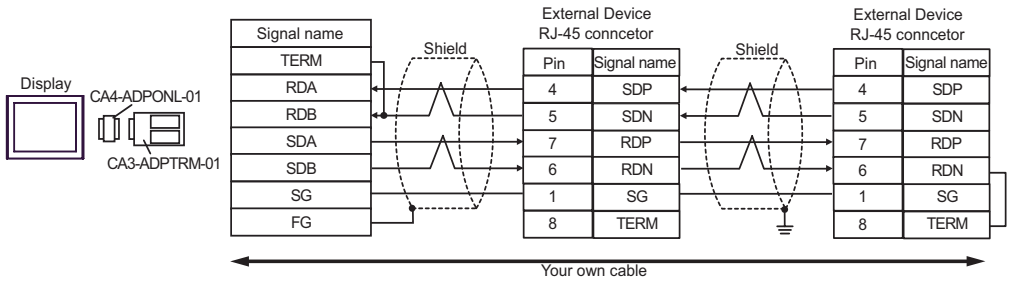 Display
CA4-ADPONL-01
CA3-ADPTRM-01
Signal name
TERM
RDA
RDB
SDA
SDB
SG
FG
Shield
External Device
RJ-45 conncetor
Pin Signal name
4 SDP
5 SDN
7 RDP
6 RDN
1 SG
8 TERM
Shield
External Device
RJ-45 conncetor
Pin Signal name
4 SDP
5 SDN
7 RDP
6 RDN
1 SG
8 TERM
Your own cable